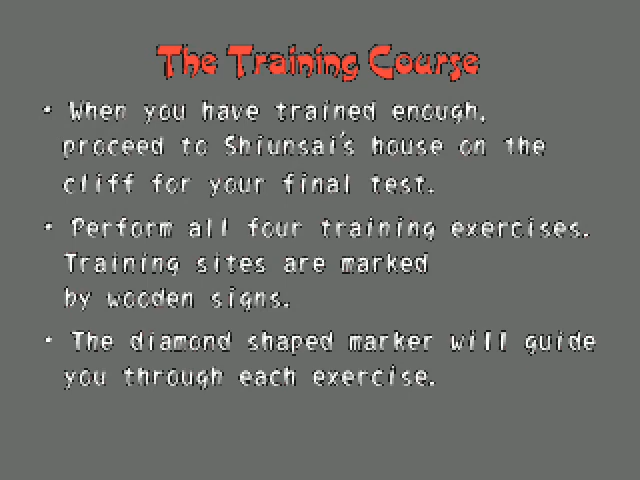 The Training Course
• When you have trained enough,
proceed to Shiunsai's house on the
cliff for your final test.
• Perform all four training exercises.
Training sites are marked
by wooden signs.
• The diamond shaped marker will guide
you through each exercise.